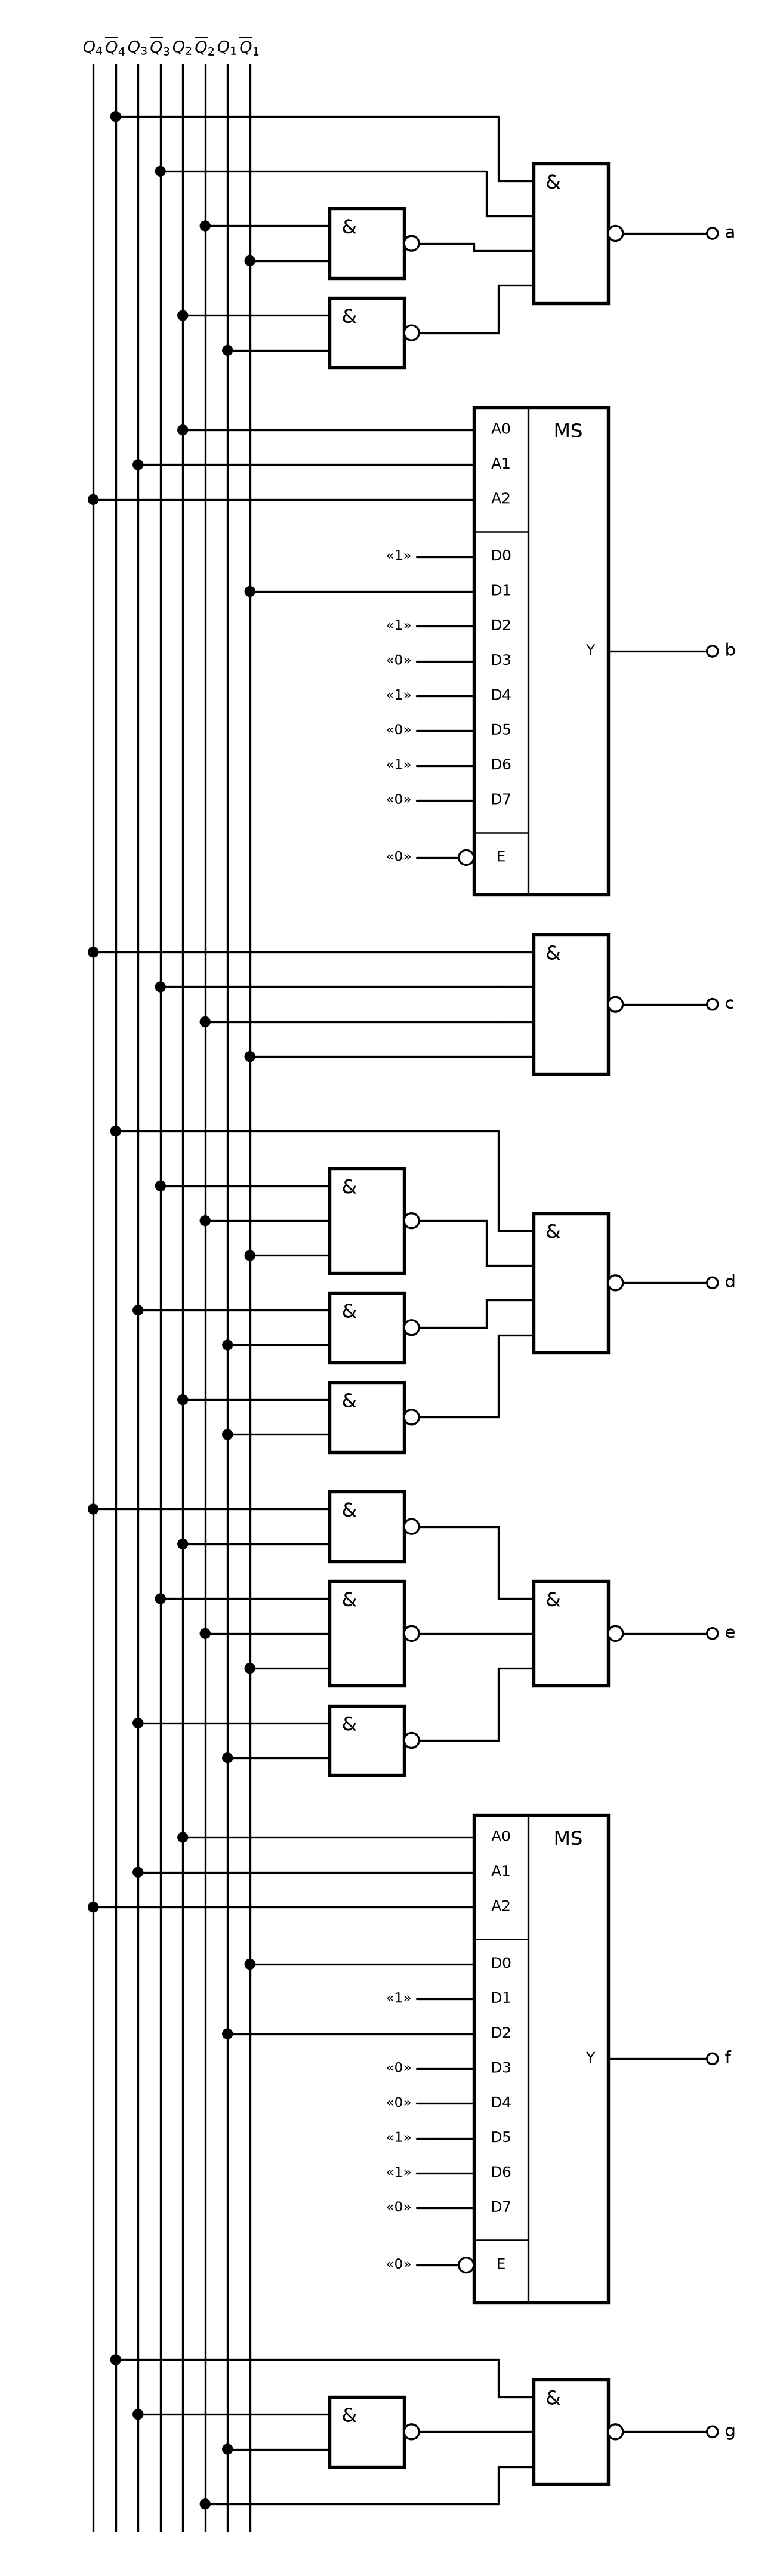 Q₄ Q̅₄ Q₃ Q̅₃ Q₂ Q̅₂ Q₁ Q̅₁
&
a
&
&
A0 MS
A1
A2
«1» D0
D1
«1» D2
«0» D3
Y b
«1» D4
«0» D5
«1» D6
«0» D7
«0» E
&
c
&
&
d
&
&
&
&
&
e
&
A0 MS
A1
A2
D0
«1» D1
D2
Y f
«0» D3
«0» D4
«1» D5
«1» D6
«0» D7
«0» E
&
&
g